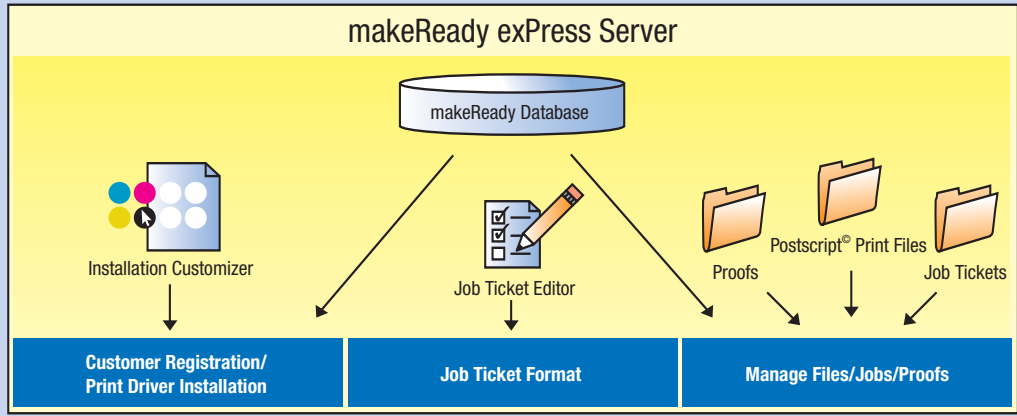 makeReady exPress Server
makeReady Database
Installation Customizer
Job Ticket Editor
Proofs
Postscript© Print Files
Job Tickets
Customer Registration/
Print Driver Installation
Job Ticket Format
Manage Files/Jobs/Proofs